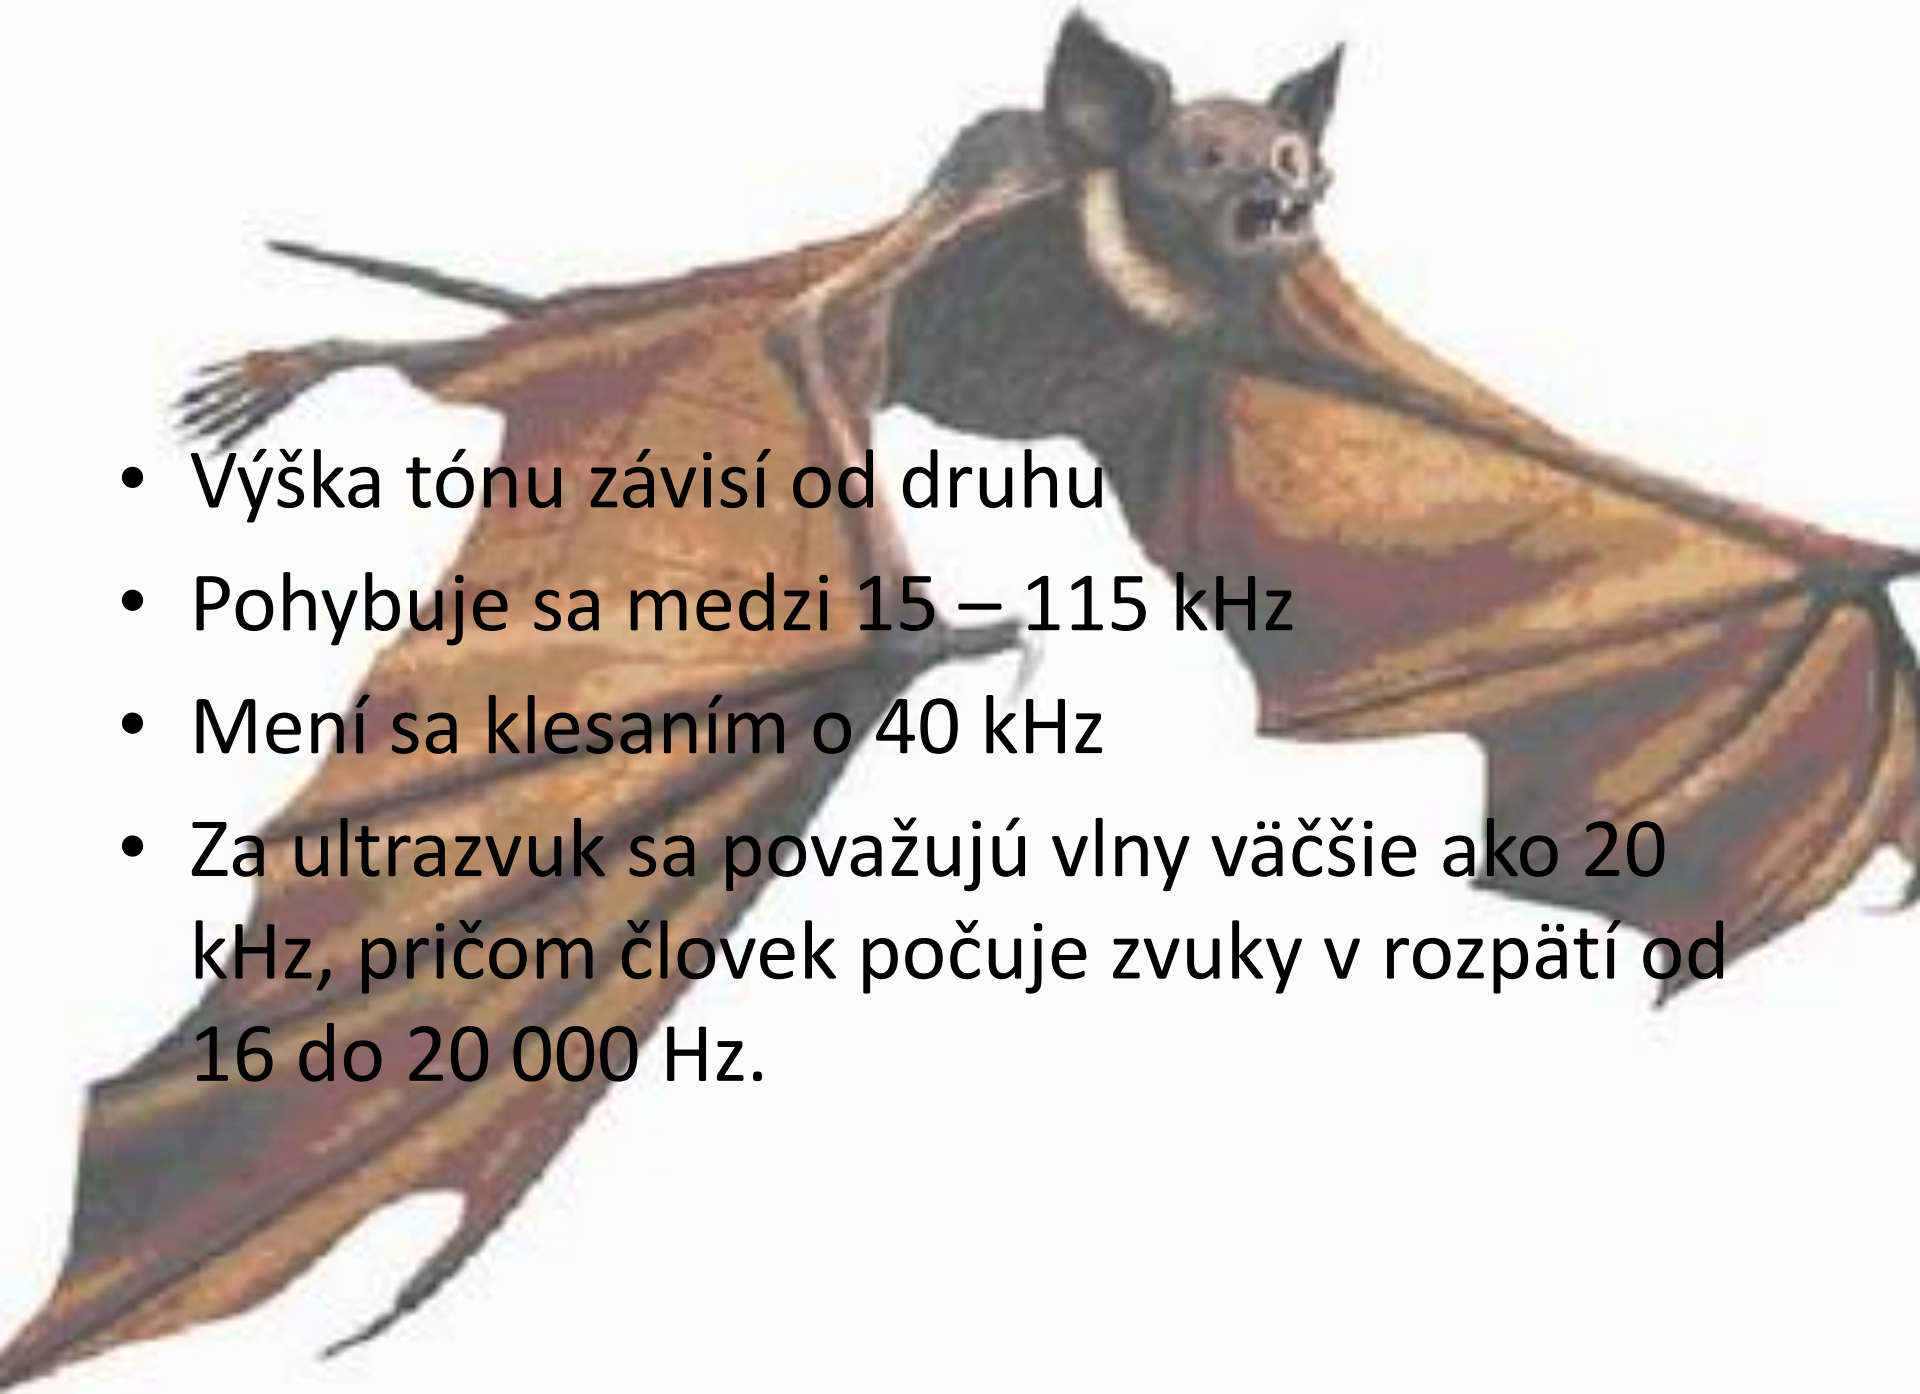 • Výška tónu závisí od druhu
• Pohybuje sa medzi 15 – 115 kHz
• Mení sa klesaním o 40 kHz
• Za ultrazvuk sa považujú vlny väčšie ako 20
kHz, pričom človek počuje zvuky v rozpätí od
16 do 20 000 Hz.